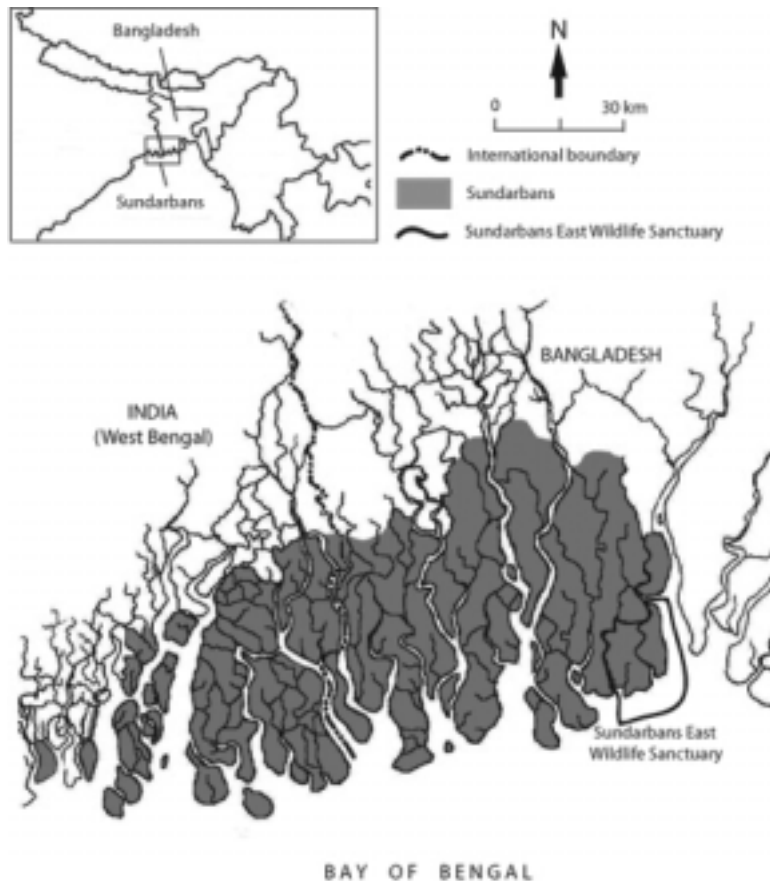 Bangladesh
Sundarbans
N
0 30 km
International boundary
Sundarbans
Sundarbans East Wildlife Sanctuary
INDIA
(West Bengal)
BANGLADESH
Sundarbans East
Wildlife Sanctuary
BAY OF BENGAL